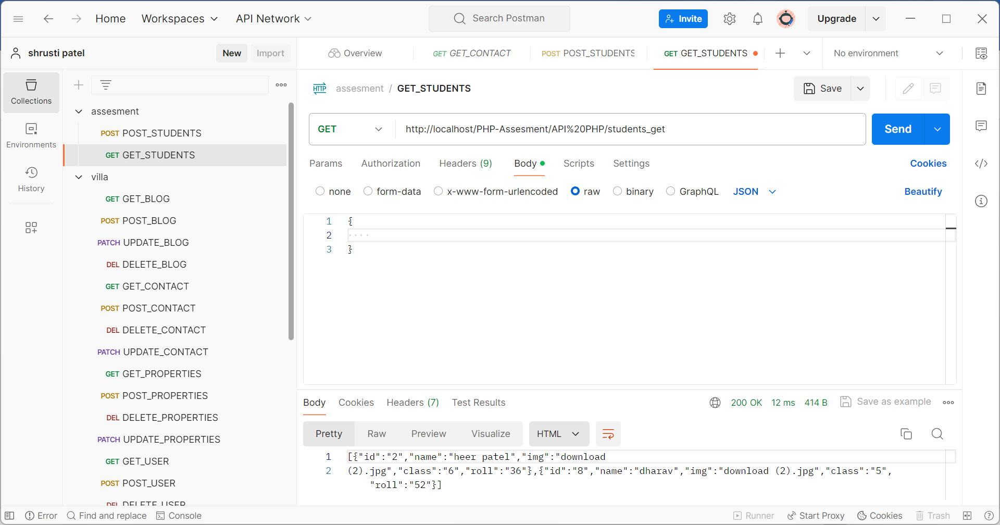 Home Workspaces API Network Search Postman Invite Upgrade
shrusti patel New Import
Overview GET GET_CONTACT POST POST_STUDENTS GET GET_STUDENTS No environment
Collections
Environments
History
assesment
POST POST_STUDENTS
GET GET_STUDENTS
villa
GET GET_BLOG
POST POST_BLOG
PATCH UPDATE_BLOG
DEL DELETE_BLOG
GET GET_CONTACT
POST POST_CONTACT
DEL DELETE_CONTACT
PATCH UPDATE_CONTACT
GET GET_PROPERTIES
POST POST_PROPERTIES
DEL DELETE_PROPERTIES
PATCH UPDATE_PROPERTIES
GET GET_USER
POST POST_USER
DEL DELETE_USER
HTTP assesment / GET_STUDENTS Save
GET http://localhost/PHP-Assesment/API%20PHP/students_get Send
Params Authorization Headers (9) Body Scripts Settings Cookies
none form-data x-www-form-urlencoded raw binary GraphQL JSON Beautify
1 {
2
3 }
Body Cookies Headers (7) Test Results 200 OK 12 ms 414 B Save as example
Pretty Raw Preview Visualize HTML
1 [{"id":"2","name":"heer patel","img":"download
2 (2).jpg","class":"6","roll":"36"},{"id":"8","name":"dharav","img":"download (2).jpg","class":"5",
"roll":"52"}]
Error Find and replace Console Runner Start Proxy Cookies Trash